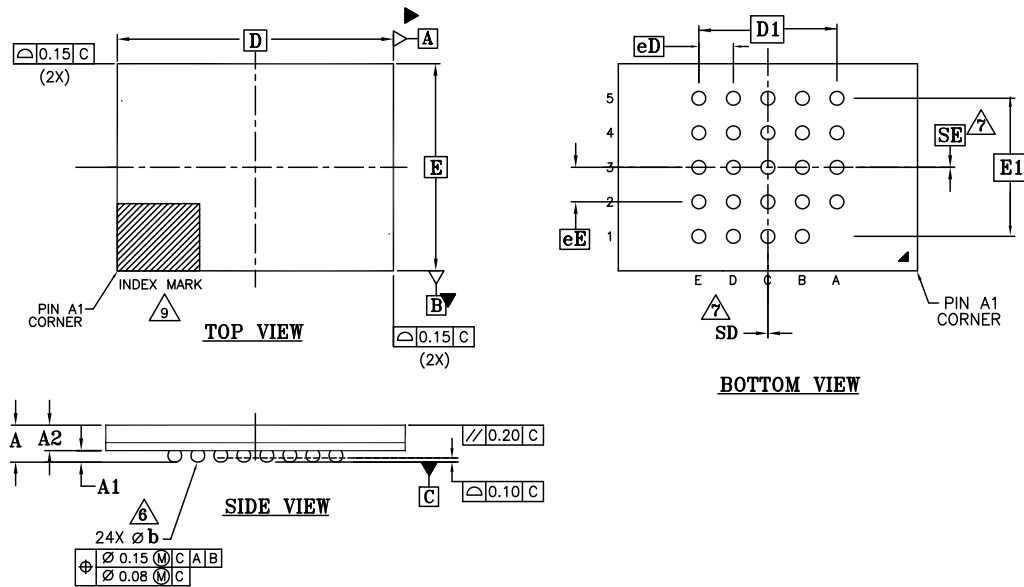 D
A
⌓ 0.15 C
(2X)
E
INDEX MARK
PIN A1
CORNER
9
B
TOP VIEW
⌓ 0.15 C
(2X)
D1
eD
5
4
3
2
1
7
SE
E1
eE
E D C B A
7
SD
PIN A1
CORNER
BOTTOM VIEW
A
A2
A1
// 0.20 C
C
⌓ 0.10 C
SIDE VIEW
6
24X Ø b
⌖ Ø 0.15 Ⓜ C A B
Ø 0.08 Ⓜ C